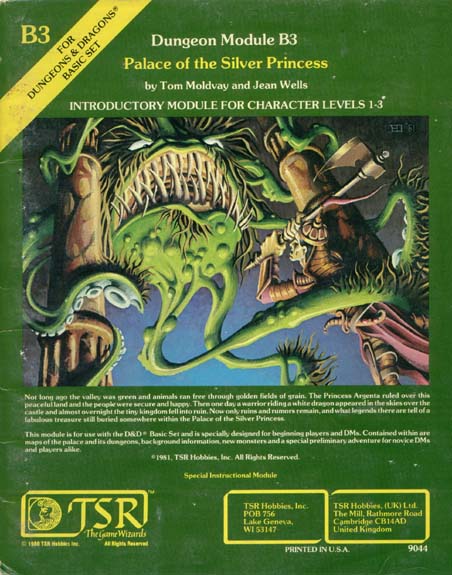 B3
FOR
DUNGEONS & DRAGONS®
BASIC SET
Dungeon Module B3
Palace of the Silver Princess
by Tom Moldvay and Jean Wells
INTRODUCTORY MODULE FOR CHARACTER LEVELS 1-3
Not long ago the valley was green and animals ran free through golden fields of grain. The Princess Argenta ruled over this
peaceful land and the people were secure and happy. Then one day a warrior riding a white dragon appeared in the skies over the
castle and almost overnight the tiny kingdom fell into ruin. Now only ruins and rumors remain, and what legends there are tell of a
fabulous treasure still buried somewhere within the Palace of the Silver Princess.
This module is for use with the D&D® Basic Set and is specially designed for beginning players and DMs. Contained within are
maps of the palace and its dungeons, background information, new monsters and a special preliminary adventure for novice DMs
and players alike.
©1981, TSR Hobbies, Inc. All Rights Reserved.
Special Instructional Module
TSR™
The Game Wizards
© 1980 TSR Hobbies Inc. All Rights Reserved
TSR Hobbies, Inc.
POB 756
Lake Geneva,
WI 53147
TSR Hobbies, (UK) Ltd.
The Mill, Rathmore Road
Cambridge CB14AD
United Kingdom
PRINTED IN U.S.A.
9044